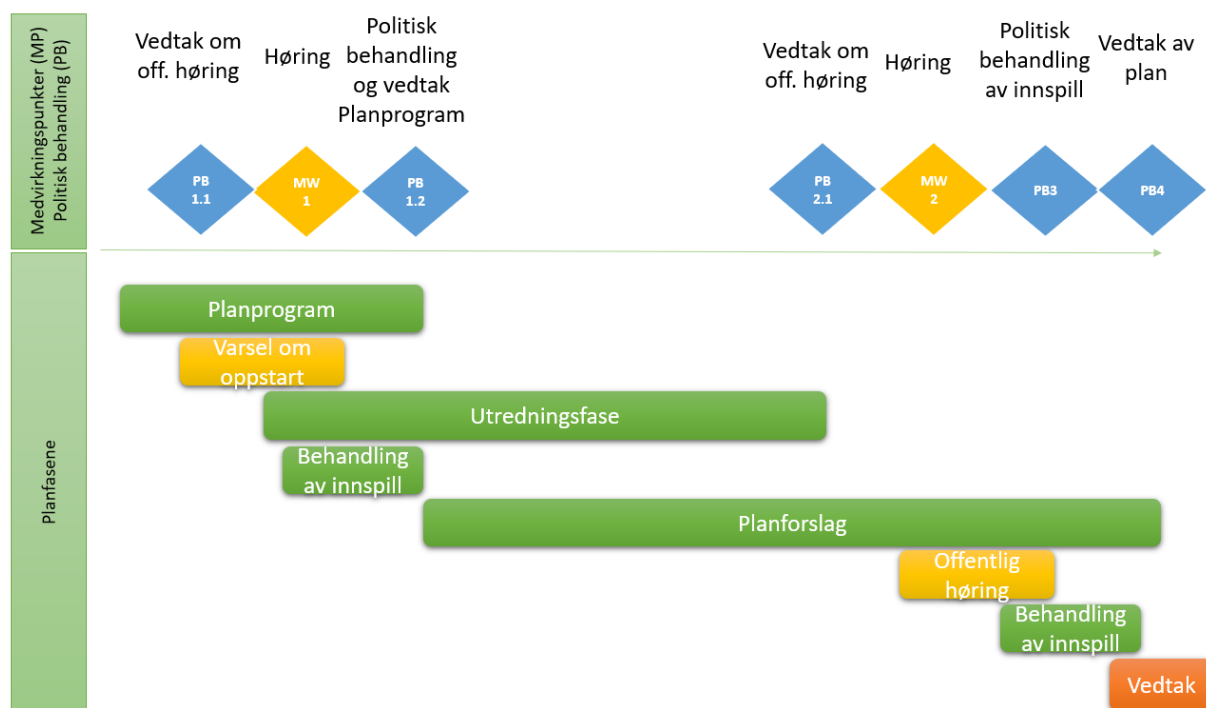 Medvirkningspunkter (MP)
Politisk behandling (PB)
Vedtak om
off. høring
Høring
Politisk
behandling
og vedtak
Planprogram
Vedtak om
off. høring
Høring
Politisk
behandling
av innspill
Vedtak av
plan
PB
1.1
MW
1
PB
1.2
PB
2.1
MW
2
PB3
PB4
Planfasene
Planprogram
Varsel om
oppstart
Utredningsfase
Behandling
av innspill
Planforslag
Offentlig
høring
Behandling
av innspill
Vedtak